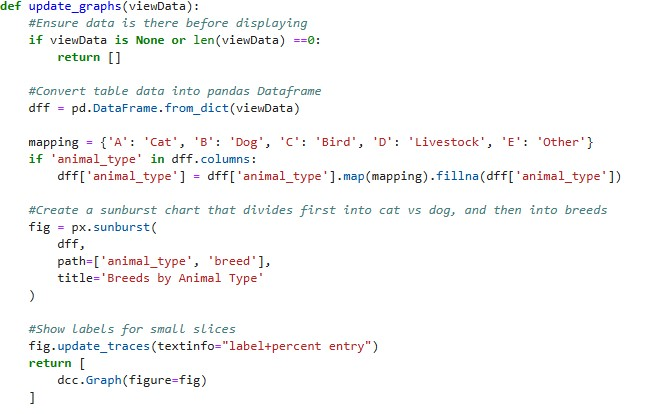 def update_graphs(viewData):
    #Ensure data is there before displaying
    if viewData is None or len(viewData) ==0:
        return []

    #Convert table data into pandas Dataframe
    dff = pd.DataFrame.from_dict(viewData)

    mapping = {'A': 'Cat', 'B': 'Dog', 'C': 'Bird', 'D': 'Livestock', 'E': 'Other'}
    if 'animal_type' in dff.columns:
        dff['animal_type'] = dff['animal_type'].map(mapping).fillna(dff['animal_type'])

    #Create a sunburst chart that divides first into cat vs dog, and then into breeds
    fig = px.sunburst(
        dff,
        path=['animal_type', 'breed'],
        title='Breeds by Animal Type'
    )

    #Show labels for small slices
    fig.update_traces(textinfo="label+percent entry")
    return [
        dcc.Graph(figure=fig)
    ]